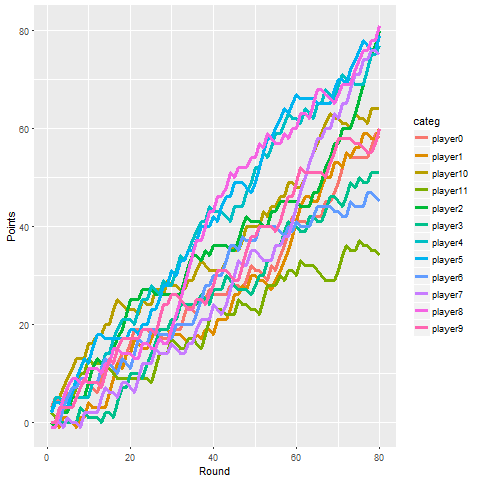 80
60
40
20
0
Points
0
20
40
60
80
Round
categ
player0
player1
player10
player11
player2
player3
player4
player5
player6
player7
player8
player9